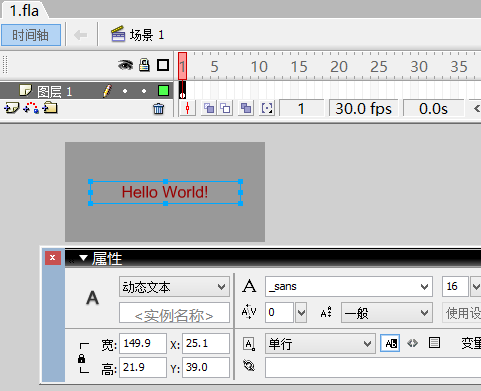 1.fla
时间轴
场景 1
1 5 10 15 20 25 30 35
图层 1
1 30.0 fps 0.0s
Hello World!
属性
A 动态文本 A _sans 16
<实例名称> 0 一般 使用设
宽: 149.9 X: 25.1 单行 变量
高: 21.9 Y: 39.0